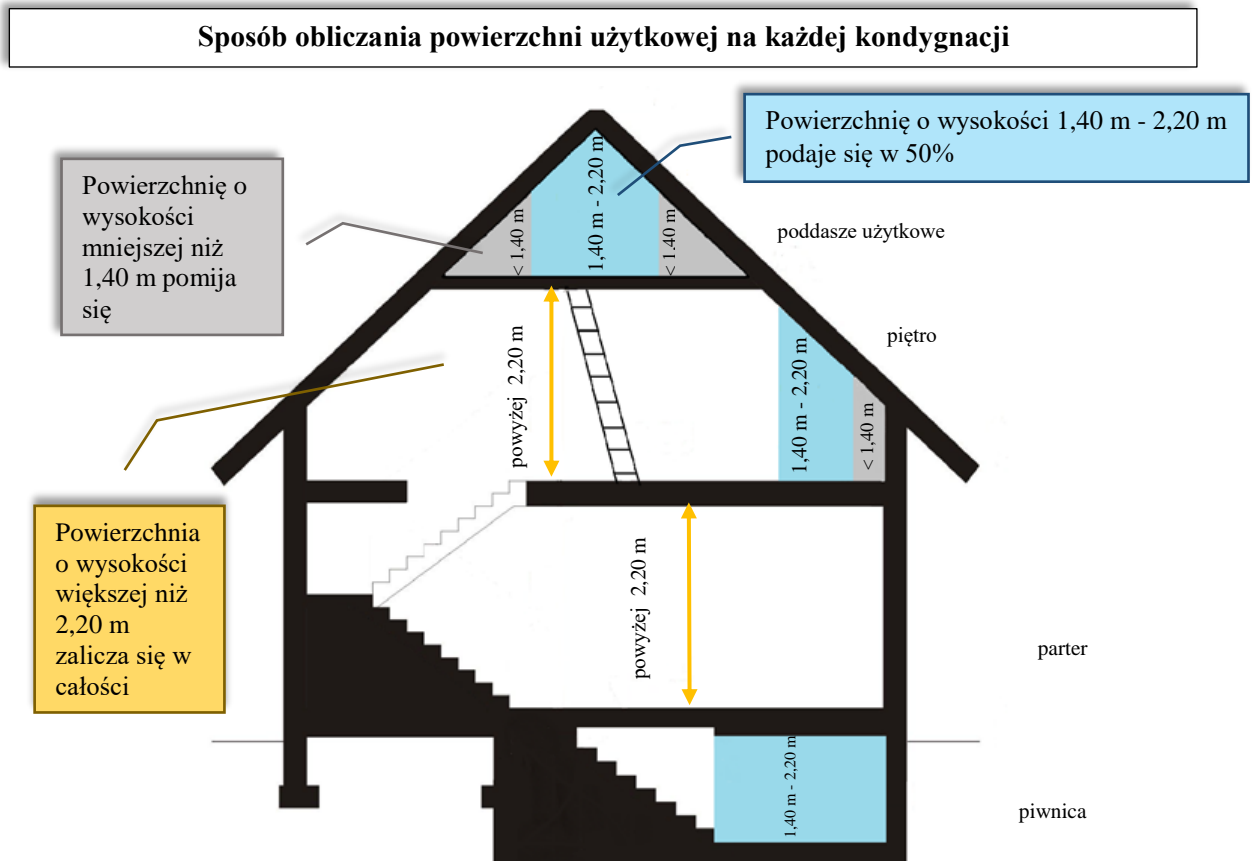 Sposób obliczania powierzchni użytkowej na każdej kondygnacji
Powierzchnię o wysokości 1,40 m - 2,20 m
podaje się w 50%
Powierzchnię o
wysokości
mniejszej niż
1,40 m pomija
się
< 1,40 m
1,40 m - 2,20 m
< 1.40 m
poddasze użytkowe
powyżej 2,20 m
1,40 m - 2,20 m
< 1,40 m
piętro
Powierzchnia
o wysokości
większej niż
2,20 m
zalicza się w
całości
powyżej 2,20 m
parter
1,40 m - 2,20 m
piwnica